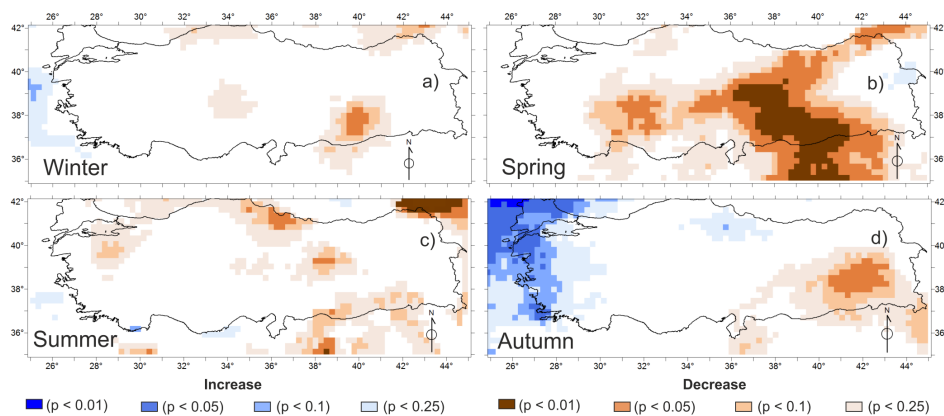 26° 28° 30° 32° 34° 36° 38° 40° 42° 44° 26° 28° 30° 32° 34° 36° 38° 40° 42° 44°
42° 42°
40° 40°
38° 38°
36° 36°
a) b)
N N
Winter Spring
42° 42°
40° 40°
38° 38°
36° 36°
c) d)
N N
Summer Autumn
26° 28° 30° 32° 34° 36° 38° 40° 42° 44° 26° 28° 30° 32° 34° 36° 38° 40° 42° 44°
Increase Decrease
(p < 0.01) (p < 0.05) (p < 0.1) (p < 0.25) (p < 0.01) (p < 0.05) (p < 0.1) (p < 0.25)